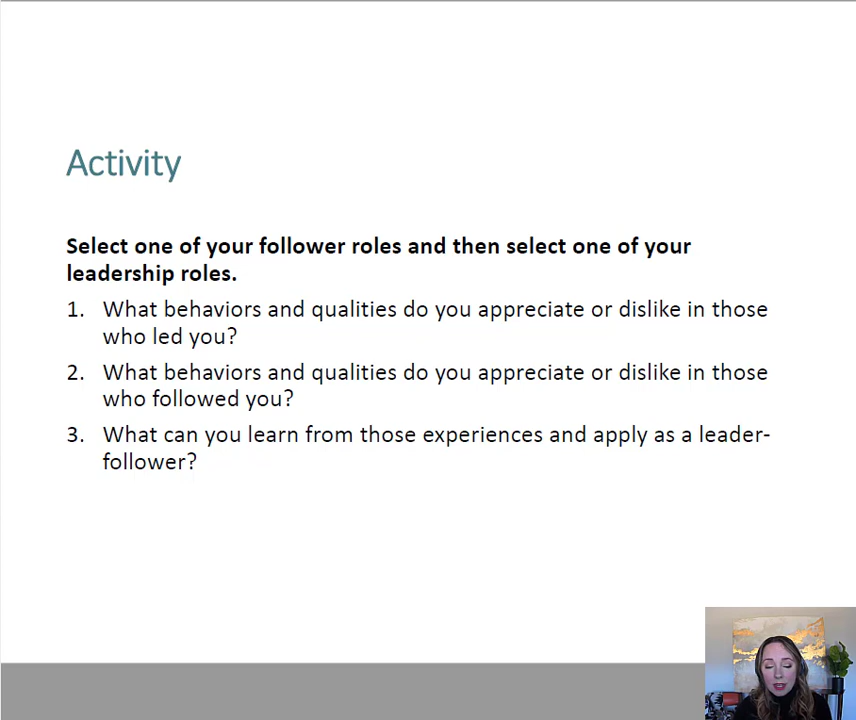 Activity
Select one of your follower roles and then select one of your
leadership roles.
1. What behaviors and qualities do you appreciate or dislike in those
who led you?
2. What behaviors and qualities do you appreciate or dislike in those
who followed you?
3. What can you learn from those experiences and apply as a leader-
follower?